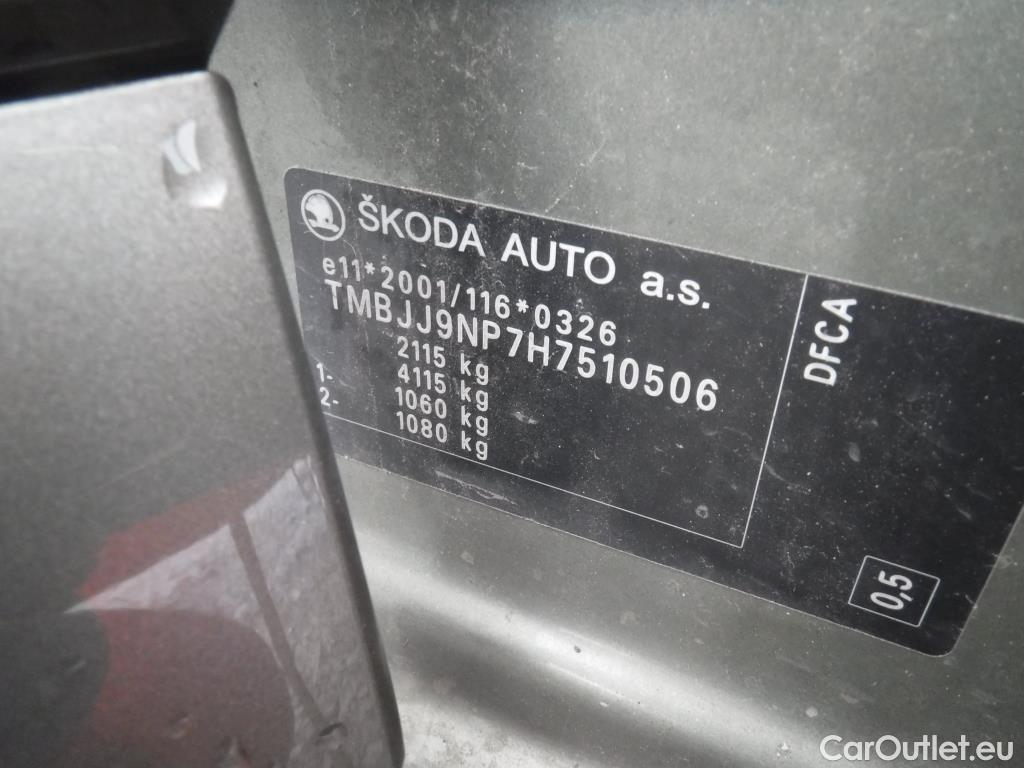 ŠKODA AUTO a.s.
e11*2001/116*0326
TMBJJ9NP7H7510506
2115 kg
4115 kg
1- 1060 kg
2- 1080 kg
DFCA
0,5
CarOutlet.eu